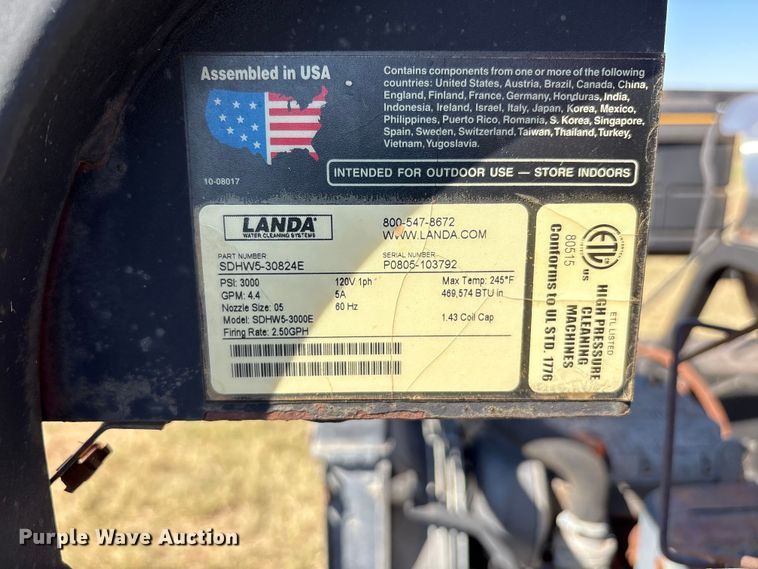 Assembled in USA
10-08017
Contains components from one or more of the following
countries: United States, Austria, Brazil, Canada, China,
England, Finland, France, Germany, Honduras, India,
Indonesia, Ireland, Israel, Italy, Japan, Korea, Mexico,
Philippines, Puerto Rico, Romania, S. Korea, Singapore,
Spain, Sweden, Switzerland, Taiwan, Thailand, Turkey,
Vietnam, Yugoslavia.
INTENDED FOR OUTDOOR USE — STORE INDOORS
LANDA®
WATER CLEANING SYSTEMS
800-547-8672
WWW.LANDA.COM
PART NUMBER
SDHW5-30824E
SERIAL NUMBER
P0805-103792
PSI: 3000 120V 1ph Max Temp: 245°F
GPM: 4.4 5A 469,574 BTU in
Nozzle Size: 05 60 Hz
Model: SDHW5-3000E 1.43 Coil Cap
Firing Rate: 2.50GPH
ETL
US
80515
Conforms to UL STD. 1776
ETL LISTED
HIGH PRESSURE
CLEANING
MACHINES
Purple Wave Auction